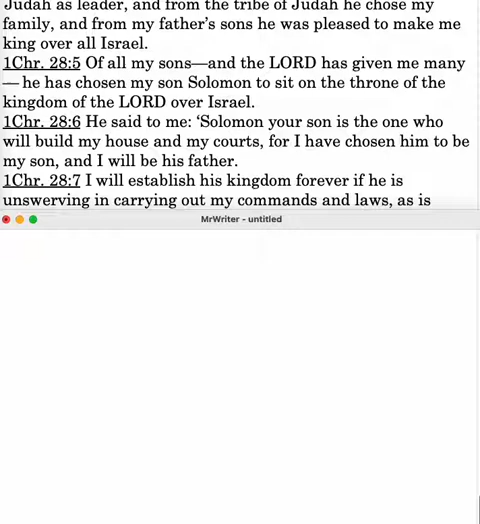 Judah as leader, and from the tribe of Judah he chose my
family, and from my father's sons he was pleased to make me
king over all Israel.
1Chr. 28:5 Of all my sons—and the LORD has given me many
— he has chosen my son Solomon to sit on the throne of the
kingdom of the LORD over Israel.
1Chr. 28:6 He said to me: ‘Solomon your son is the one who
will build my house and my courts, for I have chosen him to be
my son, and I will be his father.
1Chr. 28:7 I will establish his kingdom forever if he is
unswerving in carrying out my commands and laws, as is
MrWriter - untitled